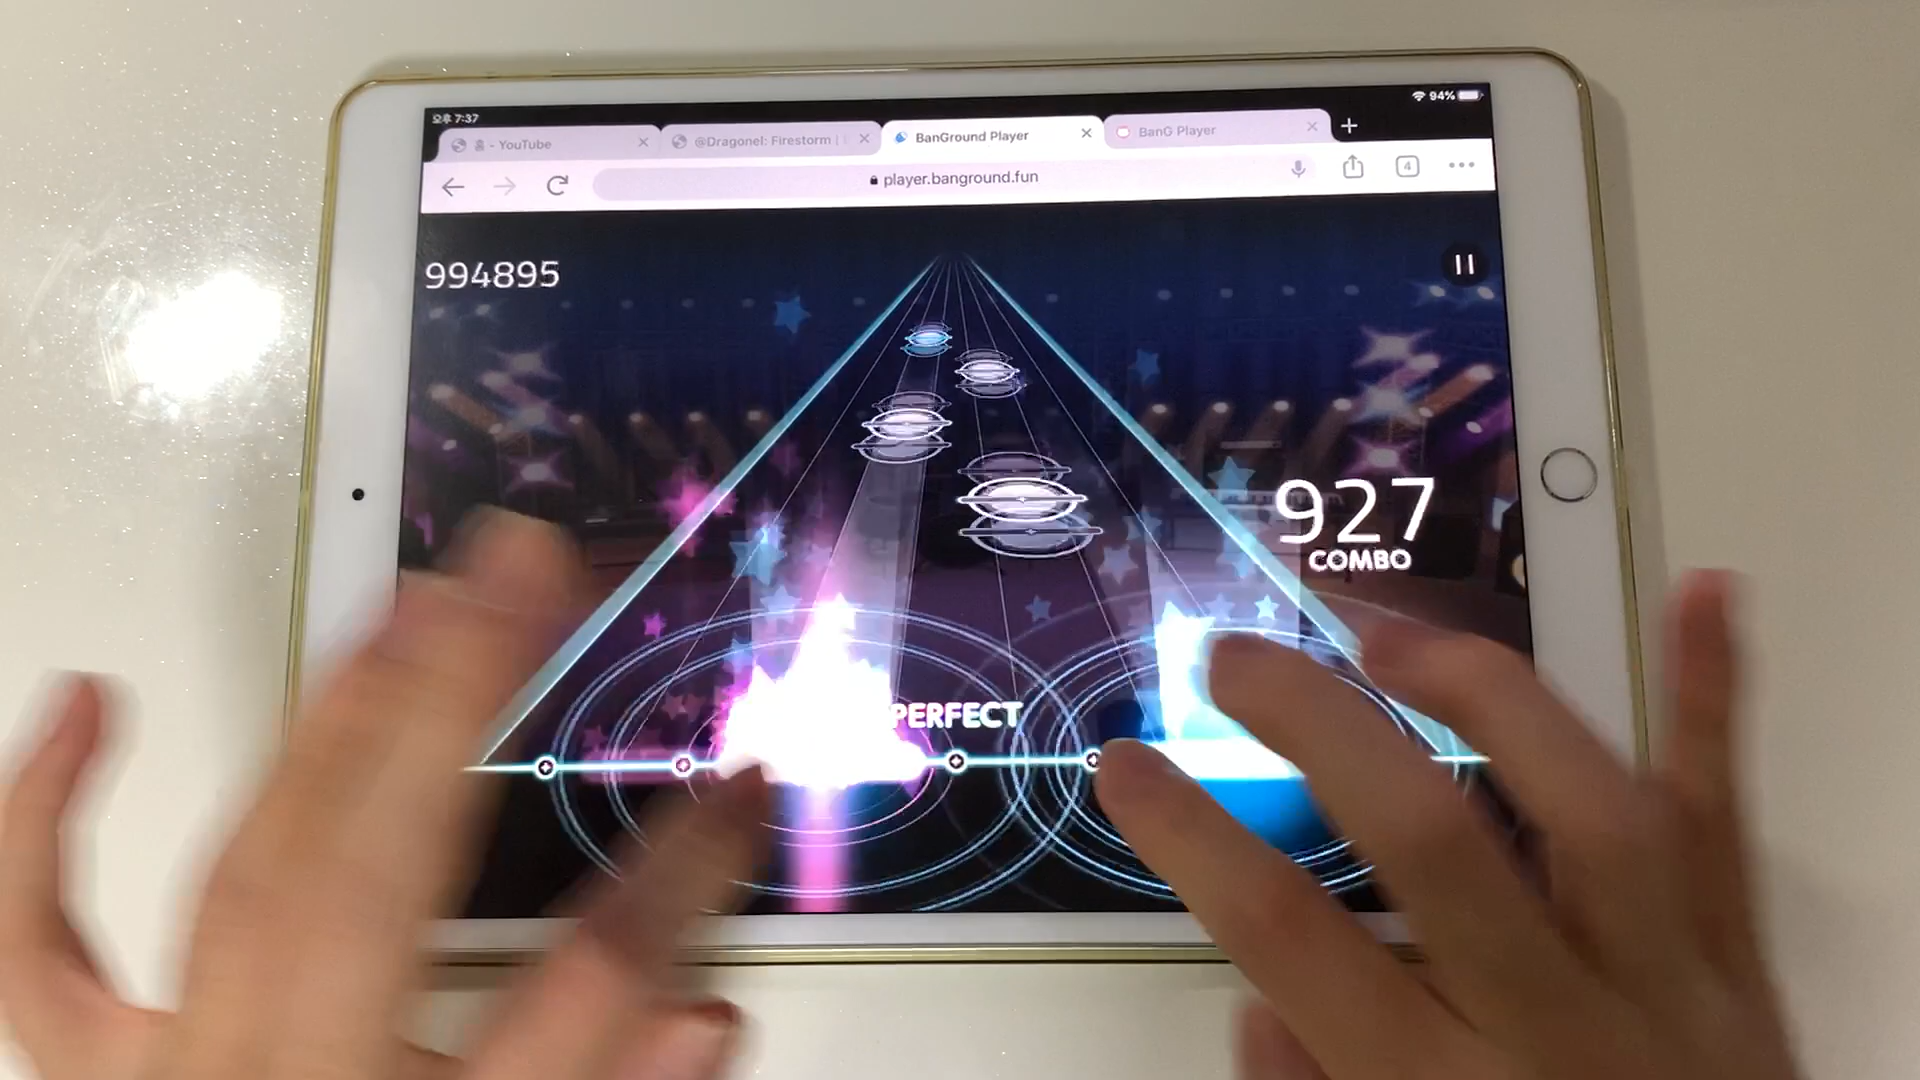 오후 7:37
94%
- YouTube
@Dragonel: Firestorm |
BanGround Player
BanG Player
player.banground.fun
4
994895
927
COMBO
PERFECT